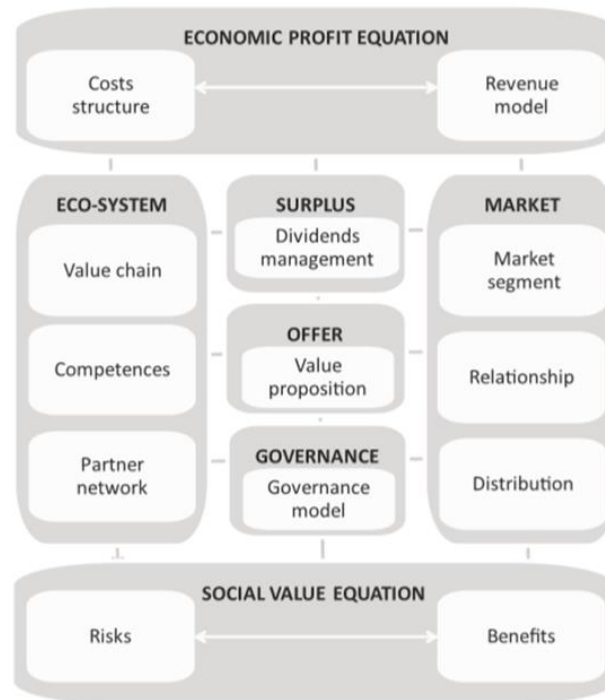 ECONOMIC PROFIT EQUATION
Costs
structure
Revenue
model
ECO-SYSTEM
Value chain
Competences
Partner
network
SURPLUS
Dividends
management
OFFER
Value
proposition
GOVERNANCE
Governance
model
MARKET
Market
segment
Relationship
Distribution
SOCIAL VALUE EQUATION
Risks
Benefits